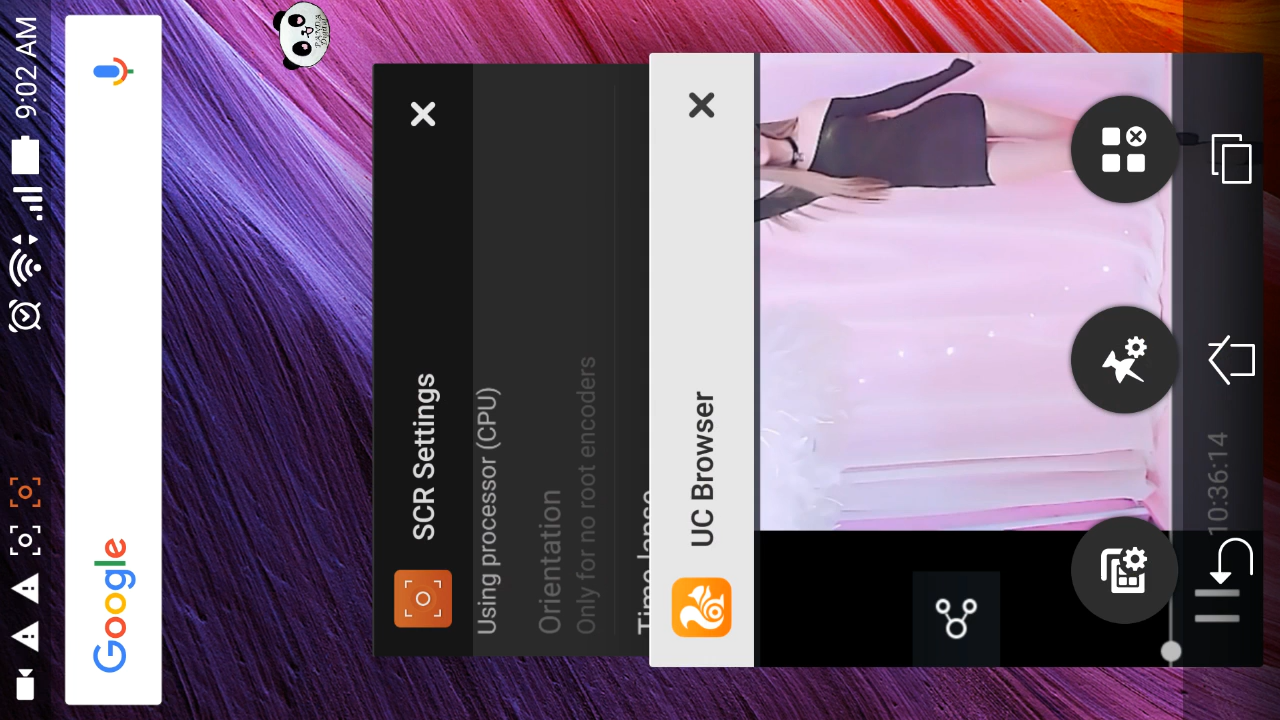 9:02 AM
Google
SCR Settings
Using processor (CPU)
Orientation
Only for no root encoders
Time lapse
UC Browser
10:36:14